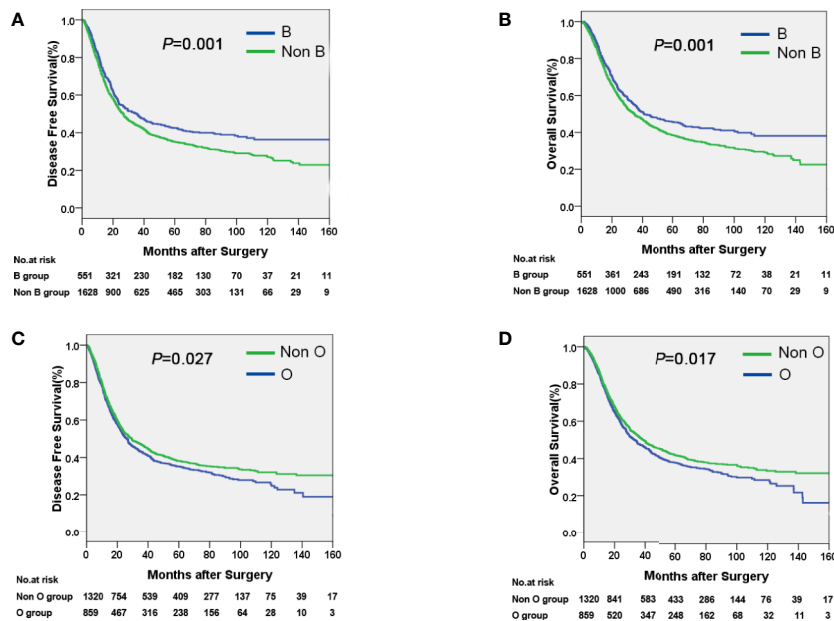 A
Disease Free Survival(%)
1.0
0.8
0.6
0.4
0.2
0.0
P=0.001
B
Non B
0 20 40 60 80 100 120 140 160
Months after Surgery
No.at risk
B group 551 321 230 182 130 70 37 21 11
Non B group 1628 900 625 465 303 131 66 29 9
B
Overall Survival(%)
1.0
0.8
0.6
0.4
0.2
0.0
P=0.001
B
Non B
0 20 40 60 80 100 120 140 160
Months after Surgery
No.at risk
B group 551 361 243 191 132 72 38 21 11
Non B group 1628 1000 686 490 316 140 70 29 9
C
Disease Free Survival(%)
1.0
0.8
0.6
0.4
0.2
0.0
P=0.027
Non O
O
0 20 40 60 80 100 120 140 160
Months after Surgery
No.at risk
Non O group 1320 754 539 409 277 137 75 39 17
O group 859 467 316 238 156 64 28 10 3
D
Overall Survival(%)
1.0
0.8
0.6
0.4
0.2
0.0
P=0.017
Non O
O
0 20 40 60 80 100 120 140 160
Months after Surgery
No.at risk
Non O group 1320 841 583 433 286 144 76 39 17
O group 859 520 347 248 162 68 32 11 3